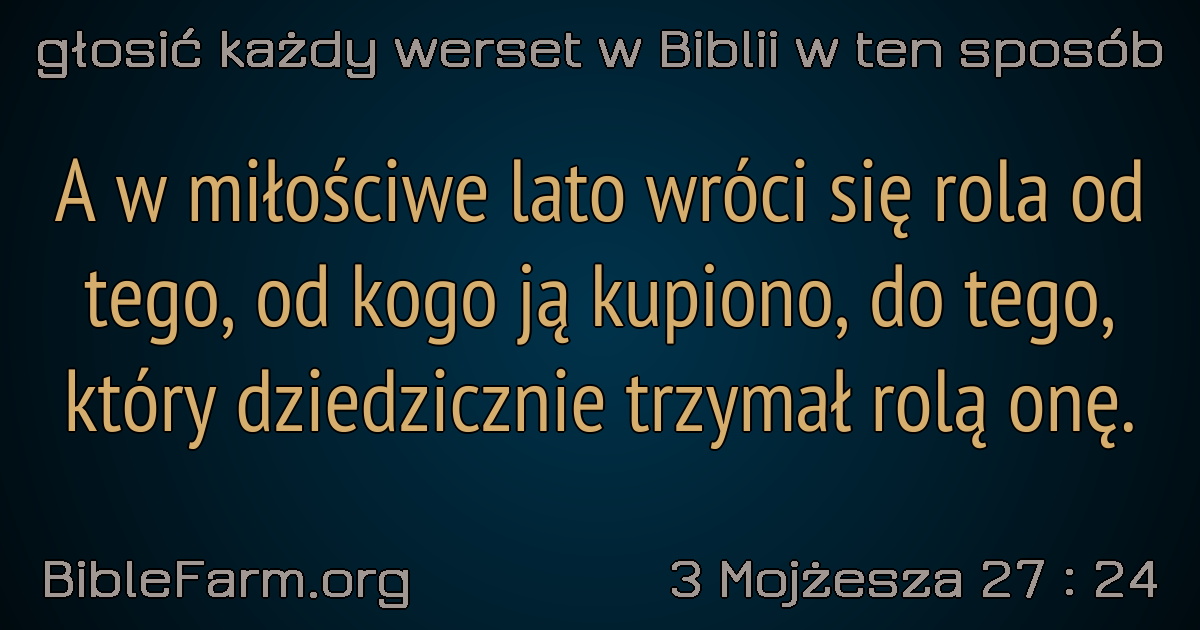 głosić każdy werset w Biblii w ten sposób
A w miłościwe lato wróci się rola od
tego, od kogo ją kupiono, do tego,
który dziedzicznie trzymał rolą onę.
BibleFarm.org
3 Mojżesza 27 : 24